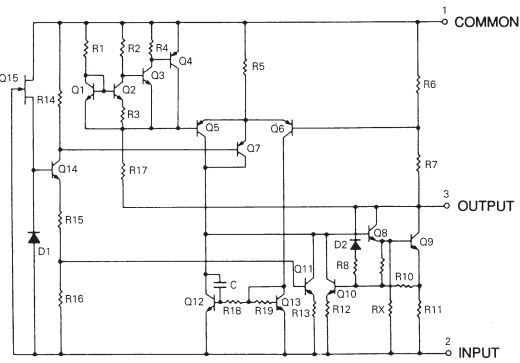 1
COMMON
R1
R2
R4
Q4
Q3
R5
R6
Q15
Q1
Q2
R14
R3
Q5
Q6
Q7
R7
R17
Q14
3
OUTPUT
R15
D2
Q8
Q9
D1
R8
R10
Q11
C
Q10
R16
Q12
R18
R19
Q13
R13
R12
RX
R11
2
INPUT